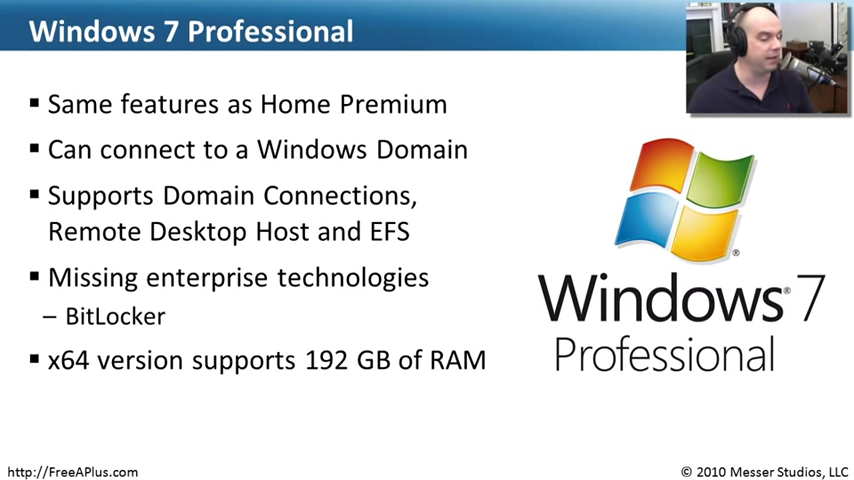 Windows 7 Professional
▪ Same features as Home Premium
▪ Can connect to a Windows Domain
▪ Supports Domain Connections,
Remote Desktop Host and EFS
▪ Missing enterprise technologies
– BitLocker
▪ x64 version supports 192 GB of RAM
Windows® 7
Professional
http://FreeAPlus.com
© 2010 Messer Studios, LLC